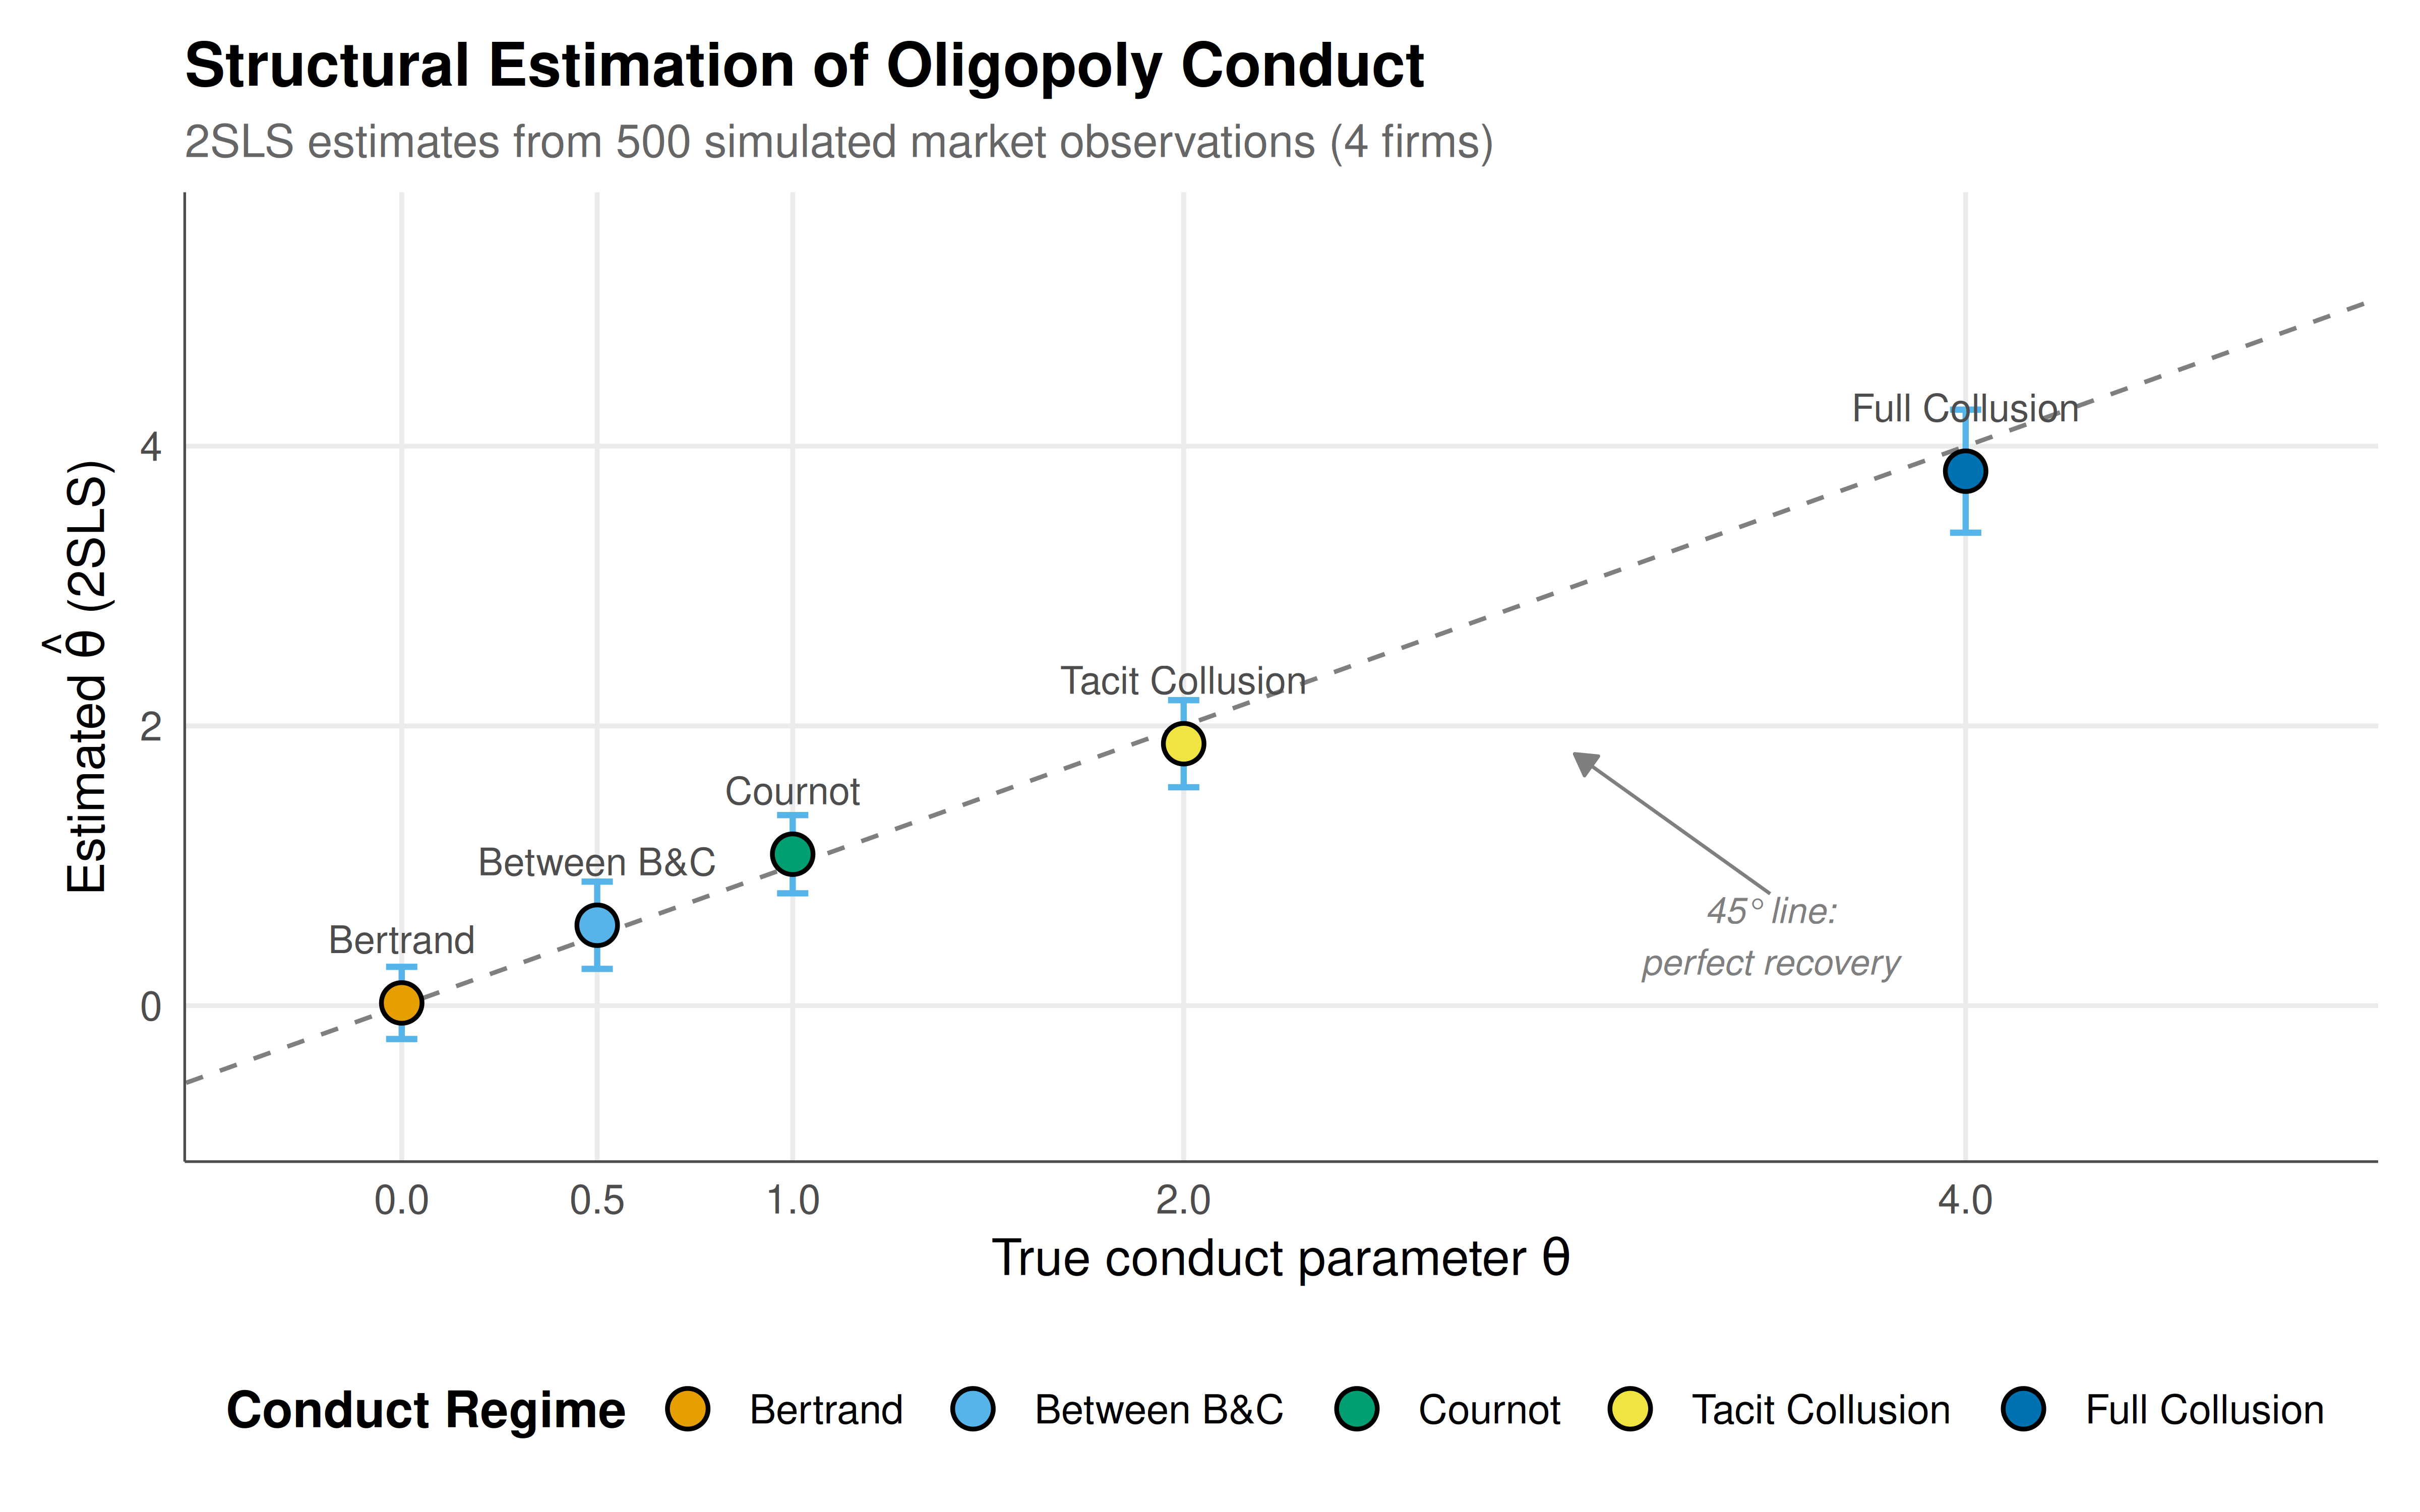 Structural Estimation of Oligopoly Conduct
2SLS estimates from 500 simulated market observations (4 firms)
Estimated θ̂ (2SLS)
4
2
0
Full Collusion
Tacit Collusion
Cournot
Between B&C
Bertrand
45° line:
perfect recovery
0.0 0.5 1.0 2.0 4.0
True conduct parameter θ
Conduct Regime Bertrand Between B&C Cournot Tacit Collusion Full Collusion